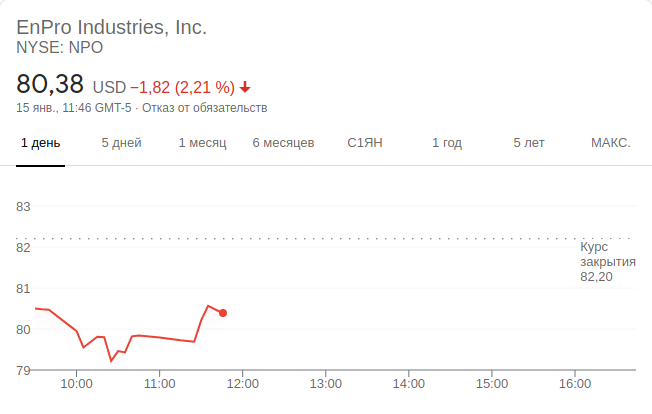 EnPro Industries, Inc.
NYSE: NPO
80,38 USD −1,82 (2,21 %)
15 янв., 11:46 GMT-5 · Отказ от обязательств
1 день 5 дней 1 месяц 6 месяцев С1ЯН 1 год 5 лет МАКС.
83
82
Курс
закрытия
82,20
81
80
79
10:00 11:00 12:00 13:00 14:00 15:00 16:00